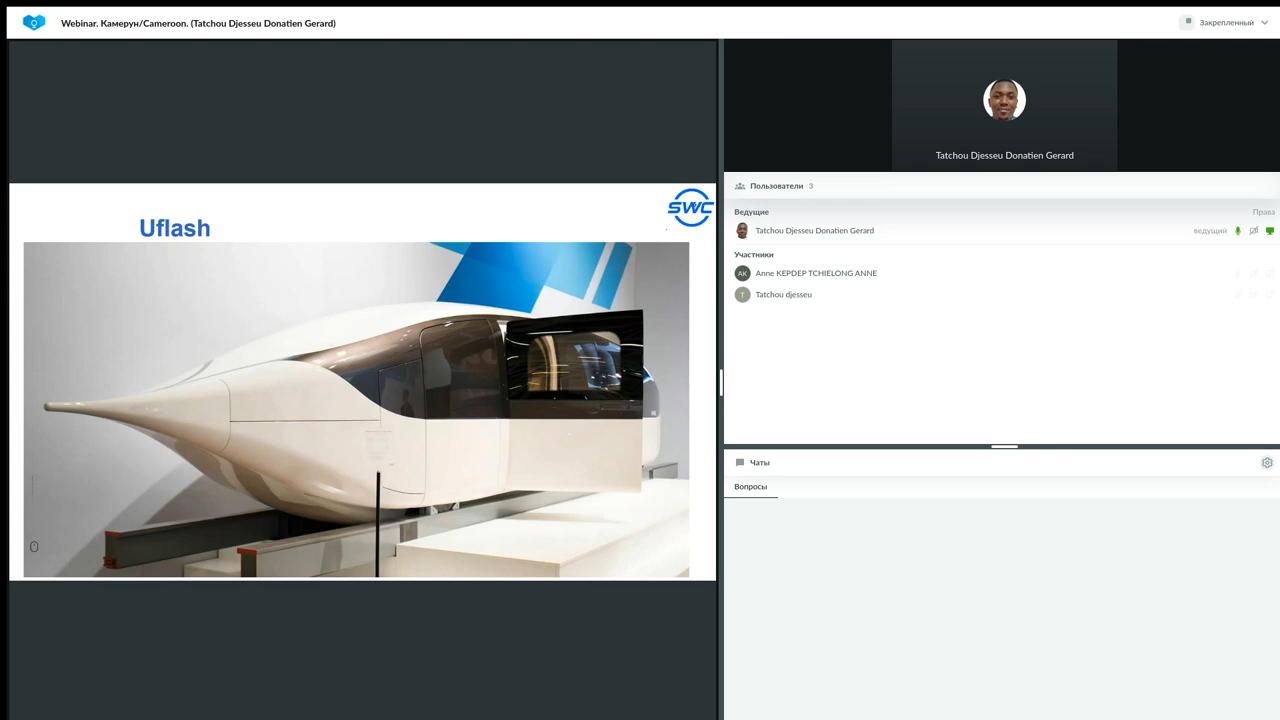 Webinar. Камерун/Cameroon. (Tatchou Djesseu Donatien Gerard)
Закрепленный
SWC
Uflash
Tatchou Djesseu Donatien Gerard
Пользователи 3
Ведущие Права
Tatchou Djesseu Donatien Gerard ведущий
Участники
AK Anne KEPDEP TCHIELONG ANNE
T Tatchou djesseu
Чаты
Вопросы